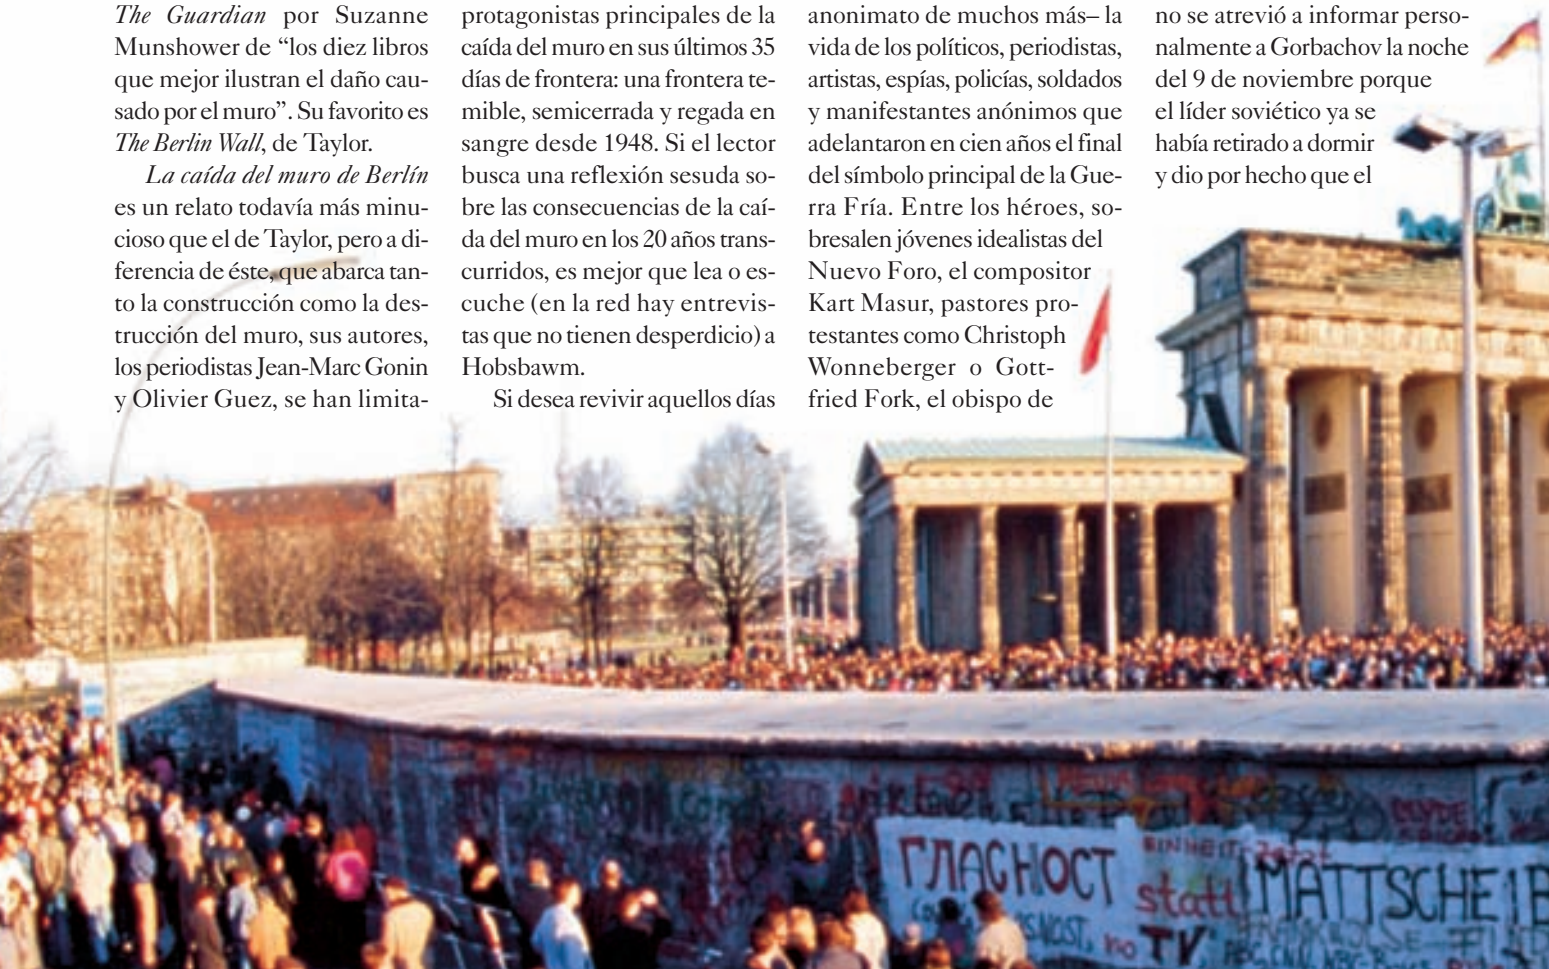 The Guardian por Suzanne
Munshower de “los diez libros
que mejor ilustran el daño cau-
sado por el muro”. Su favorito es
The Berlin Wall, de Taylor.
La caída del muro de Berlín
es un relato todavía más minu-
cioso que el de Taylor, pero a di-
ferencia de éste, que abarca tan-
to la construcción como la des-
trucción del muro, sus autores,
los periodistas Jean-Marc Gonin
y Olivier Guez, se han limita-
protagonistas principales de la
caída del muro en sus últimos 35
días de frontera: una frontera te-
mible, semicerrada y regada en
sangre desde 1948. Si el lector
busca una reflexión sesuda so-
bre las consecuencias de la caí-
da del muro en los 20 años trans-
curridos, es mejor que lea o es-
cuche (en la red hay entrevis-
tas que no tienen desperdicio) a
Hobsbawm.
Si desea revivir aquellos días
anonimato de muchos más– la
vida de los políticos, periodistas,
artistas, espías, policías, soldados
y manifestantes anónimos que
adelantaron en cien años el final
del símbolo principal de la Gue-
rra Fría. Entre los héroes, so-
bresalen jóvenes idealistas del
Nuevo Foro, el compositor
Kart Masur, pastores pro-
testantes como Christoph
Wonneberger o Gott-
fried Fork, el obispo de
no se atrevió a informar perso-
nalmente a Gorbachov la noche
del 9 de noviembre porque
el líder soviético ya se
había retirado a dormir
y dio por hecho que el
ГЛАСНОСТ
EINHEIT
statt MATTSCHEIB
no TV